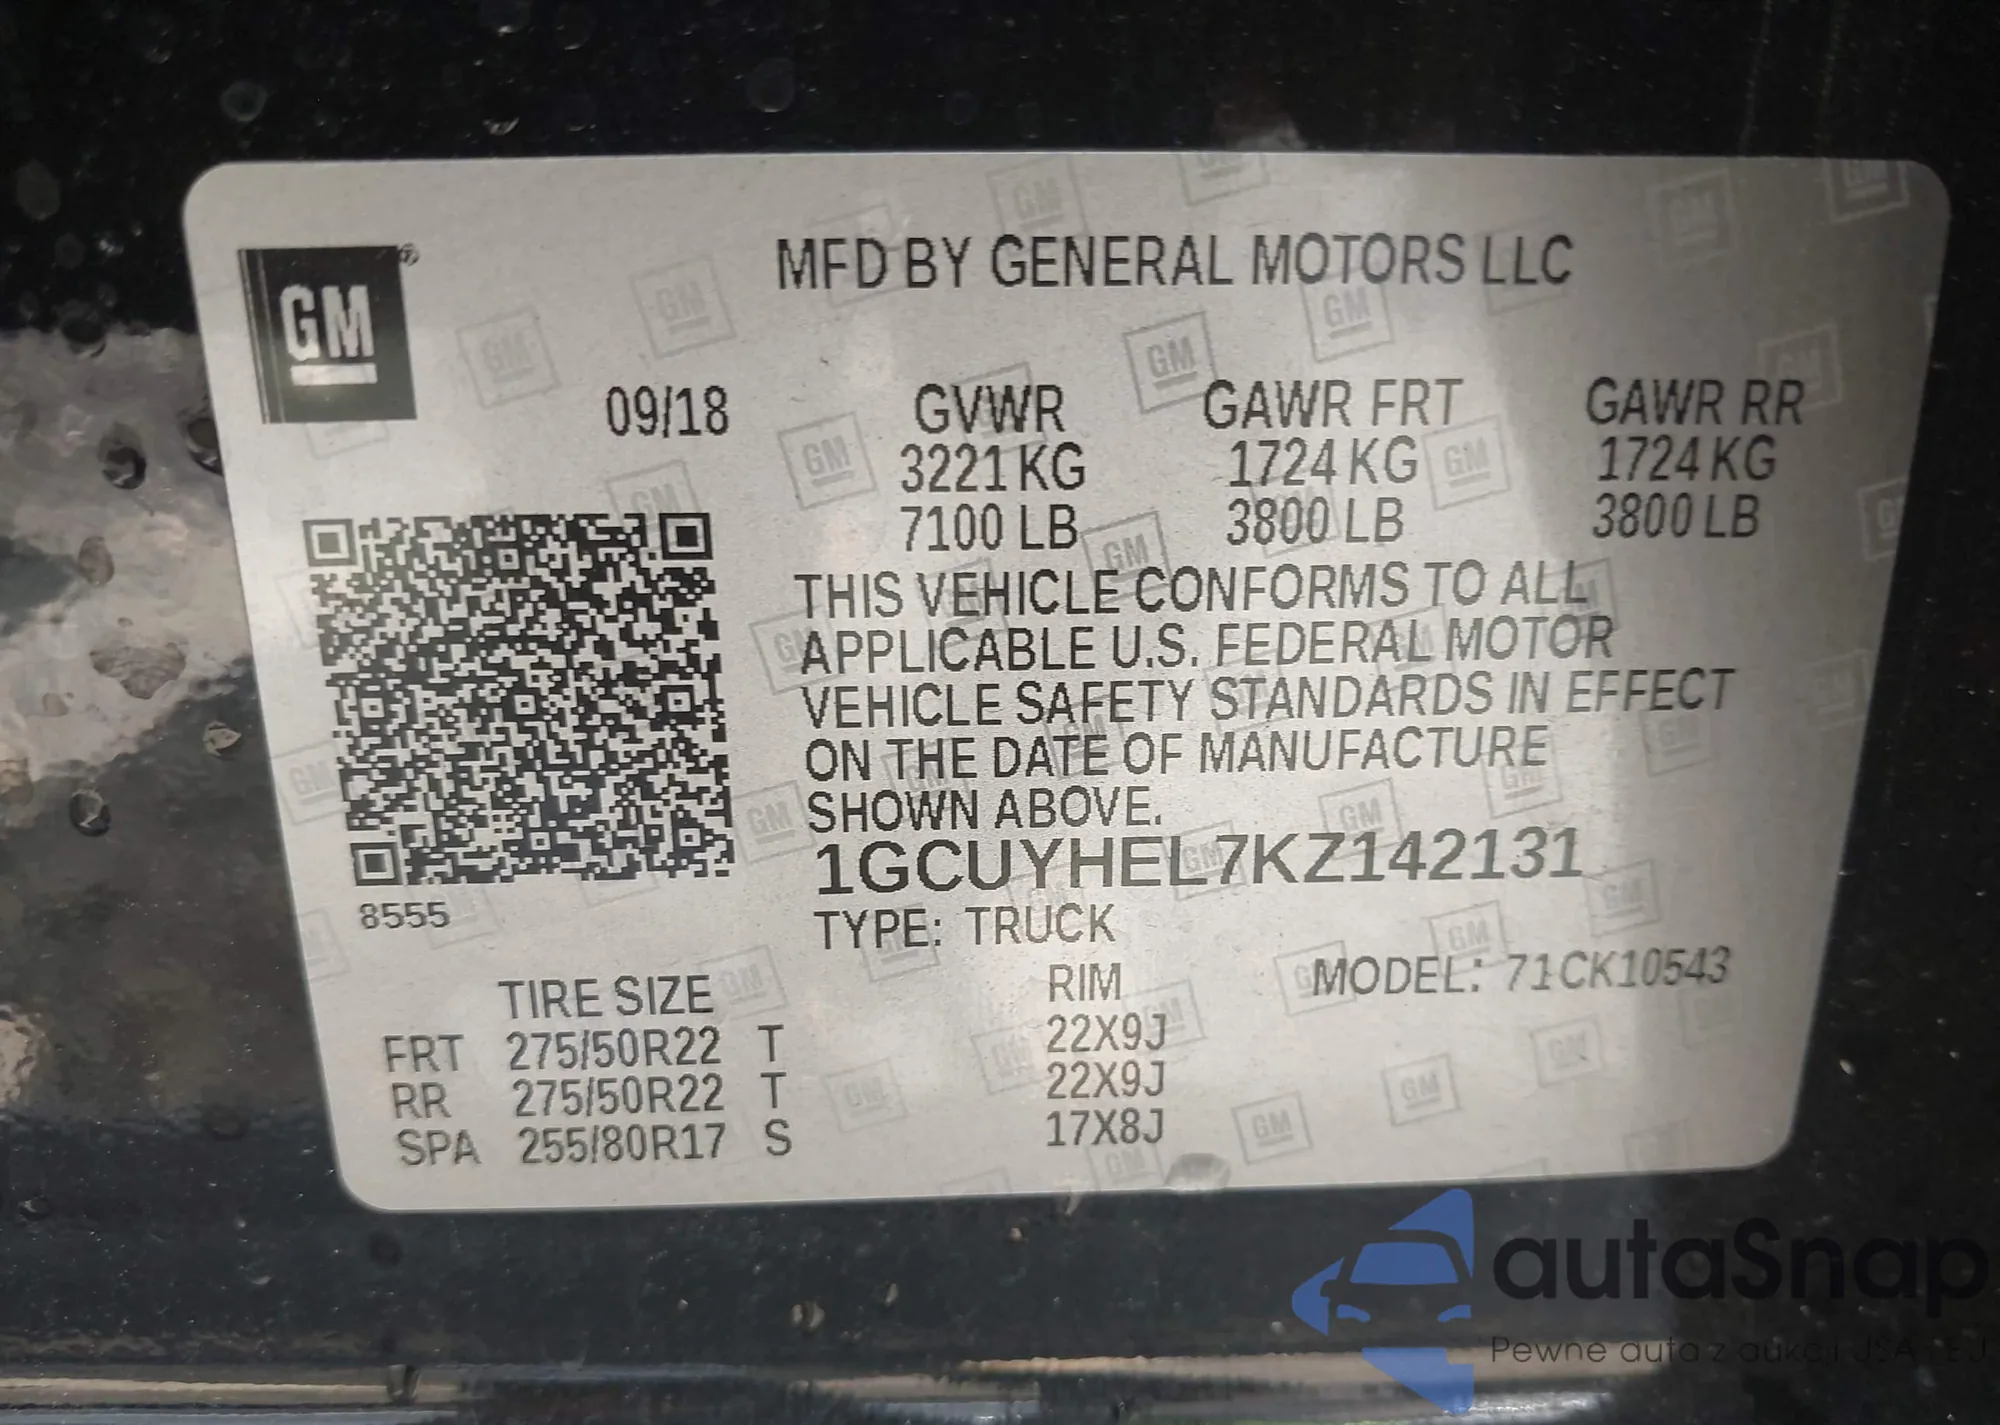 GM
MFD BY GENERAL MOTORS LLC
09/18 GVWR GAWR FRT GAWR RR
3221 KG 1724 KG 1724 KG
7100 LB 3800 LB 3800 LB
THIS VEHICLE CONFORMS TO ALL
APPLICABLE U.S. FEDERAL MOTOR
VEHICLE SAFETY STANDARDS IN EFFECT
ON THE DATE OF MANUFACTURE
SHOWN ABOVE.
1GCUYHEL7KZ142131
8555
TYPE: TRUCK
MODEL: 71CK10543
TIRE SIZE RIM
FRT 275/50R22 T 22X9J
RR 275/50R22 T 22X9J
SPA 255/80R17 S 17X8J
autaSnap
Pewne auta z aukcji